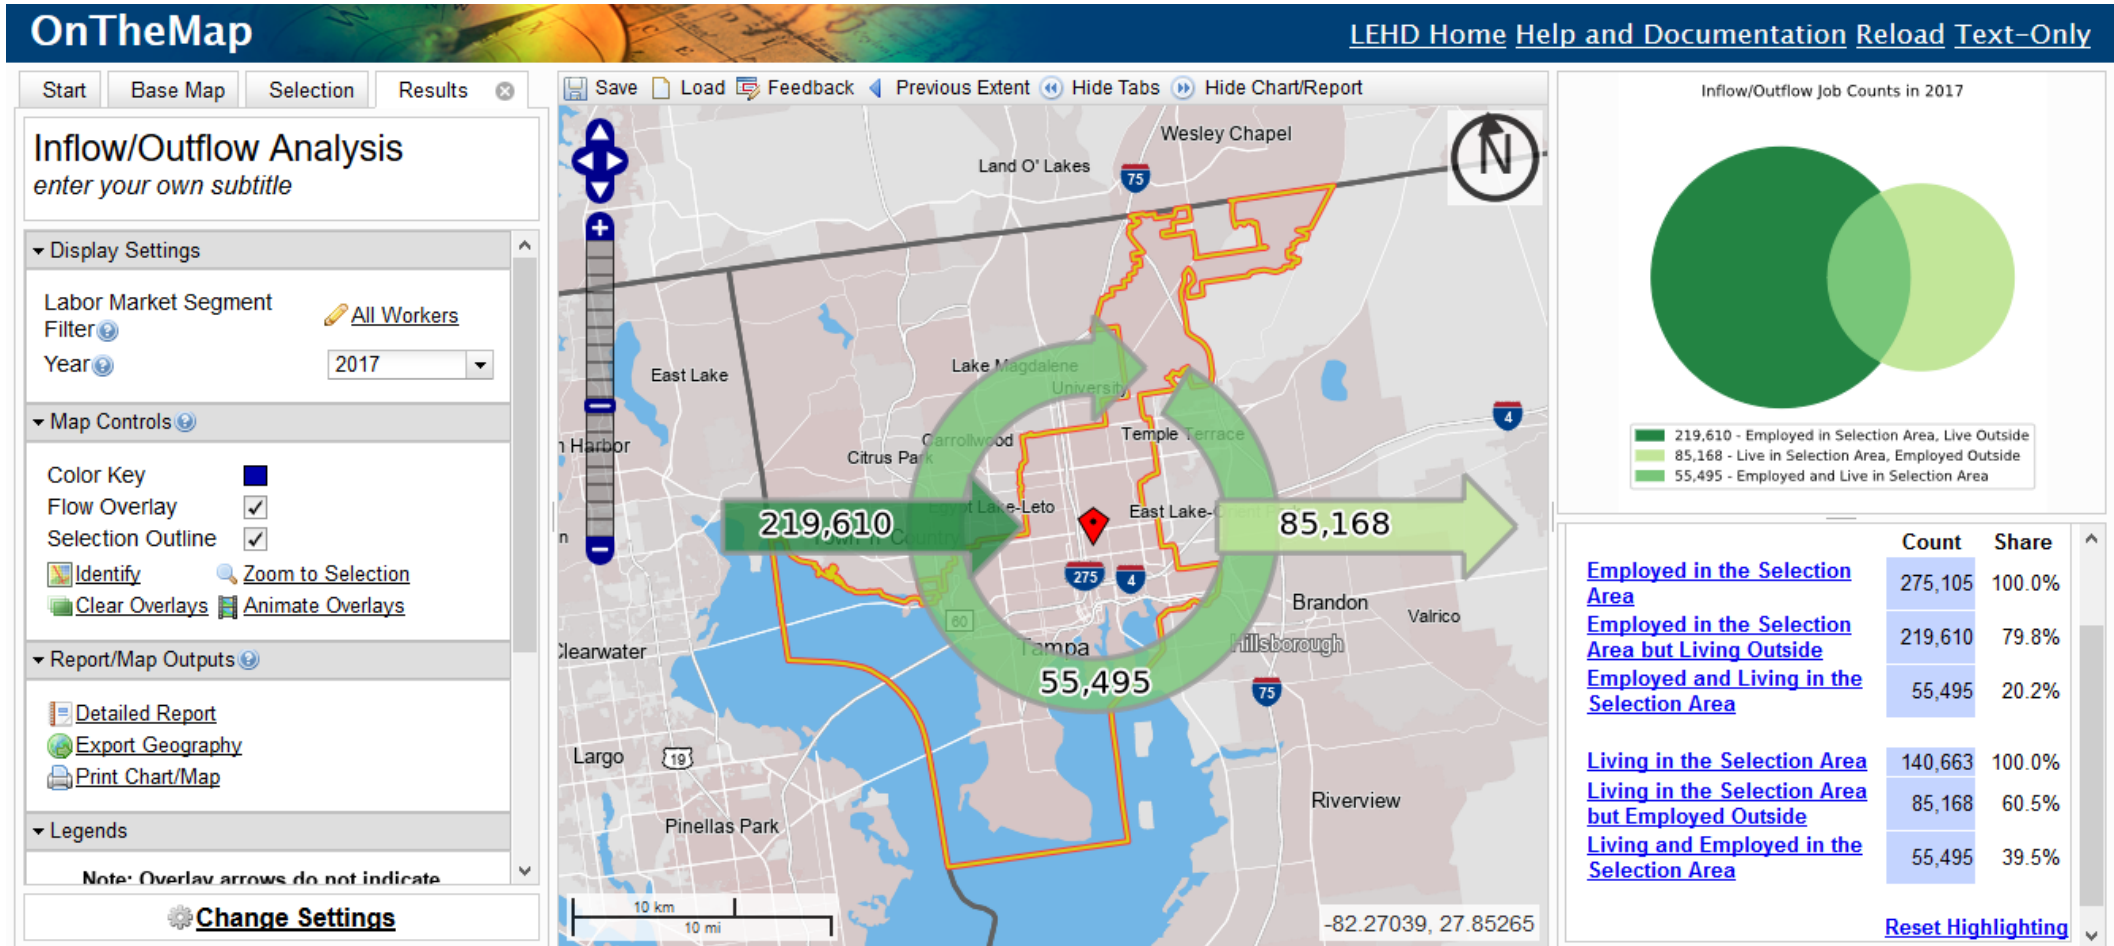 OnTheMap
LEHD Home Help and Documentation Reload Text-Only
Start Base Map Selection Results
Save Load Feedback Previous Extent Hide Tabs Hide Chart/Report
Inflow/Outflow Analysis
enter your own subtitle
Display Settings
Labor Market Segment
Filter
All Workers
Year
2017
Map Controls
Color Key
Flow Overlay
Selection Outline
Identify Zoom to Selection
Clear Overlays Animate Overlays
Report/Map Outputs
Detailed Report
Export Geography
Print Chart/Map
Legends
Note: Overlay arrows do not indicate
Change Settings
Wesley Chapel
Land O' Lakes
75
N
East Lake
Lake Magdalene
University
4
Harbor
Carrollwood
Temple Terrace
Citrus Park
Egypt Lake-Leto
East Lake-
219,610
85,168
Town 'n' Country
275
4
60
Brandon
Valrico
Clearwater
Tampa
Hillsborough
55,495
75
Largo
19
Riverview
Pinellas Park
10 km
10 mi
-82.27039, 27.85265
Inflow/Outflow Job Counts in 2017
219,610 - Employed in Selection Area, Live Outside
85,168 - Live in Selection Area, Employed Outside
55,495 - Employed and Live in Selection Area
Count Share
Employed in the Selection
Area
275,105 100.0%
Employed in the Selection
Area but Living Outside
219,610 79.8%
Employed and Living in the
Selection Area
55,495 20.2%
Living in the Selection Area 140,663 100.0%
Living in the Selection Area
but Employed Outside
85,168 60.5%
Living and Employed in the
Selection Area
55,495 39.5%
Reset Highlighting